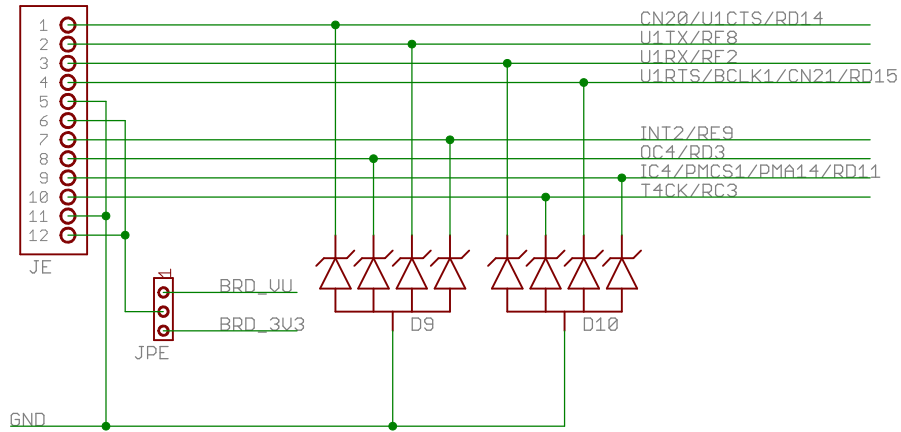 1 CN20/U1CTS/RD14
2 U1TX/RF8
3 U1RX/RF2
4 U1RTS/BCLK1/CN21/RD15
5
6
7 INT2/RE9
8 OC4/RD3
9 IC4/PMCS1/PMA14/RD11
10 T4CK/RC3
11
12
JE
1
BRD_VU
BRD_3V3
JPE
D9
D10
GND